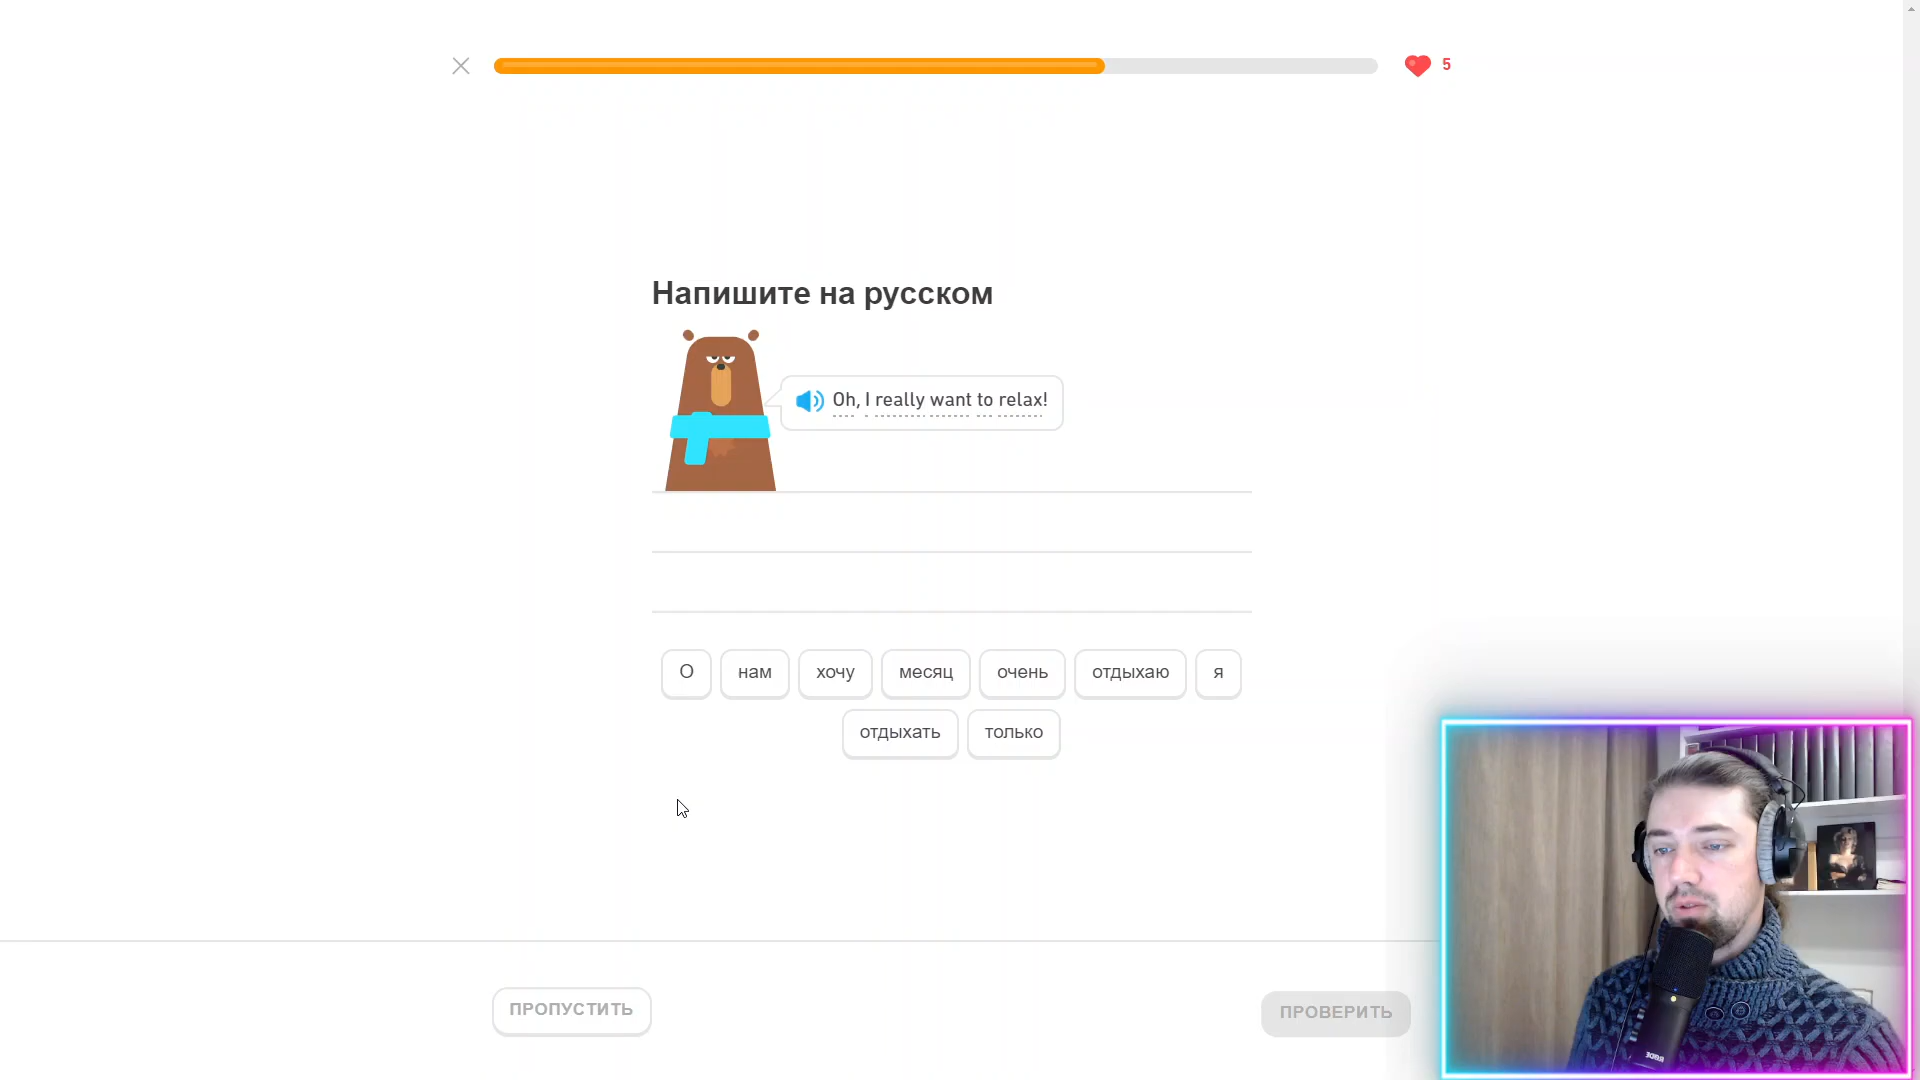 5
Напишите на русском
Oh, I really want to relax!
О нам хочу месяц очень отдыхаю я
отдыхать только
ПРОПУСТИТЬ
ПРОВЕРИТЬ